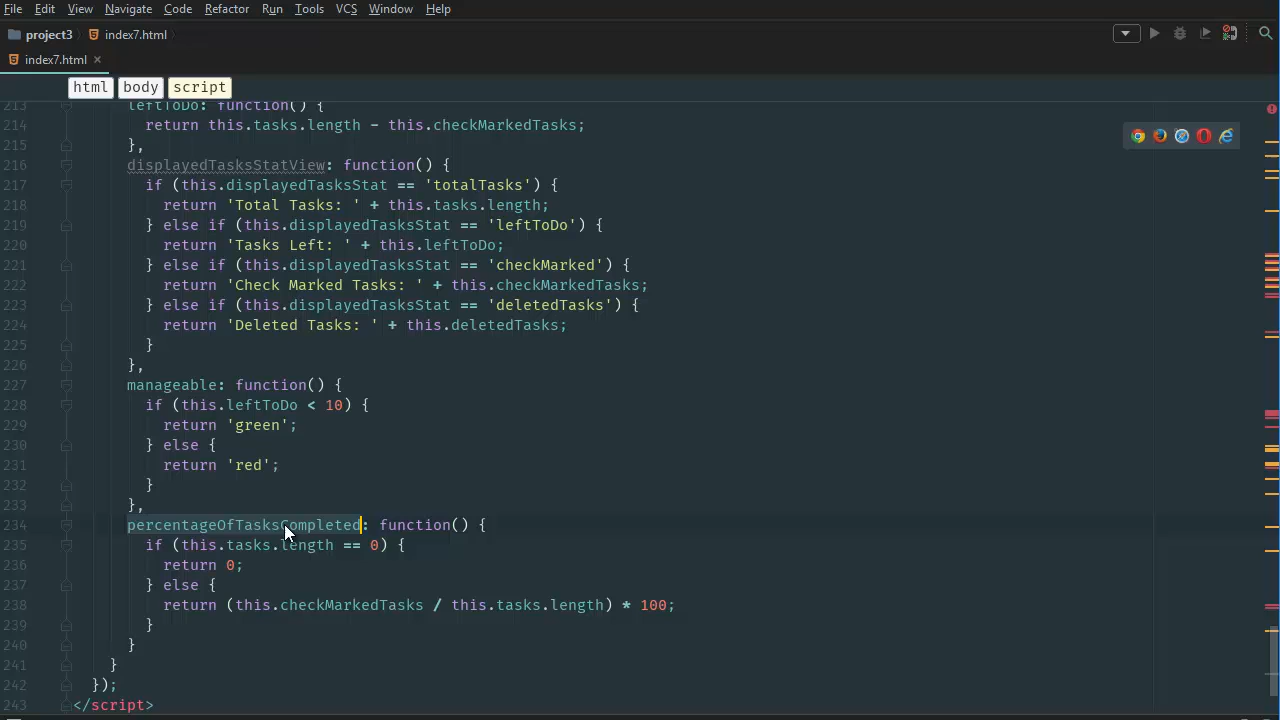 File Edit View Navigate Code Refactor Run Tools VCS Window Help
project3 index7.html
index7.html ×
html body script
213 leftToDo: function() {
214 return this.tasks.length - this.checkMarkedTasks;
215 },
216 displayedTasksStatView: function() {
217 if (this.displayedTasksStat == 'totalTasks') {
218 return 'Total Tasks: ' + this.tasks.length;
219 } else if (this.displayedTasksStat == 'leftToDo') {
220 return 'Tasks Left: ' + this.leftToDo;
221 } else if (this.displayedTasksStat == 'checkMarked') {
222 return 'Check Marked Tasks: ' + this.checkMarkedTasks;
223 } else if (this.displayedTasksStat == 'deletedTasks') {
224 return 'Deleted Tasks: ' + this.deletedTasks;
225 }
226 },
227 manageable: function() {
228 if (this.leftToDo < 10) {
229 return 'green';
230 } else {
231 return 'red';
232 }
233 },
234 percentageOfTasksCompleted: function() {
235 if (this.tasks.length == 0) {
236 return 0;
237 } else {
238 return (this.checkMarkedTasks / this.tasks.length) * 100;
239 }
240 }
241 }
242 });
243 </script>